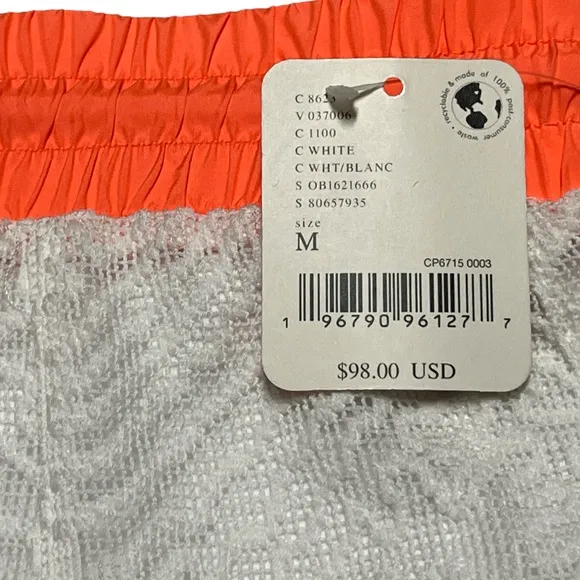 C 862
V 037006
C 1100
C WHITE
C WHT/BLANC
S OB1621666
S 80657935
size
M
recyclable & made of 100% post-consumer waste •
CP6715 0003
1 96790 96127 7
$98.00 USD